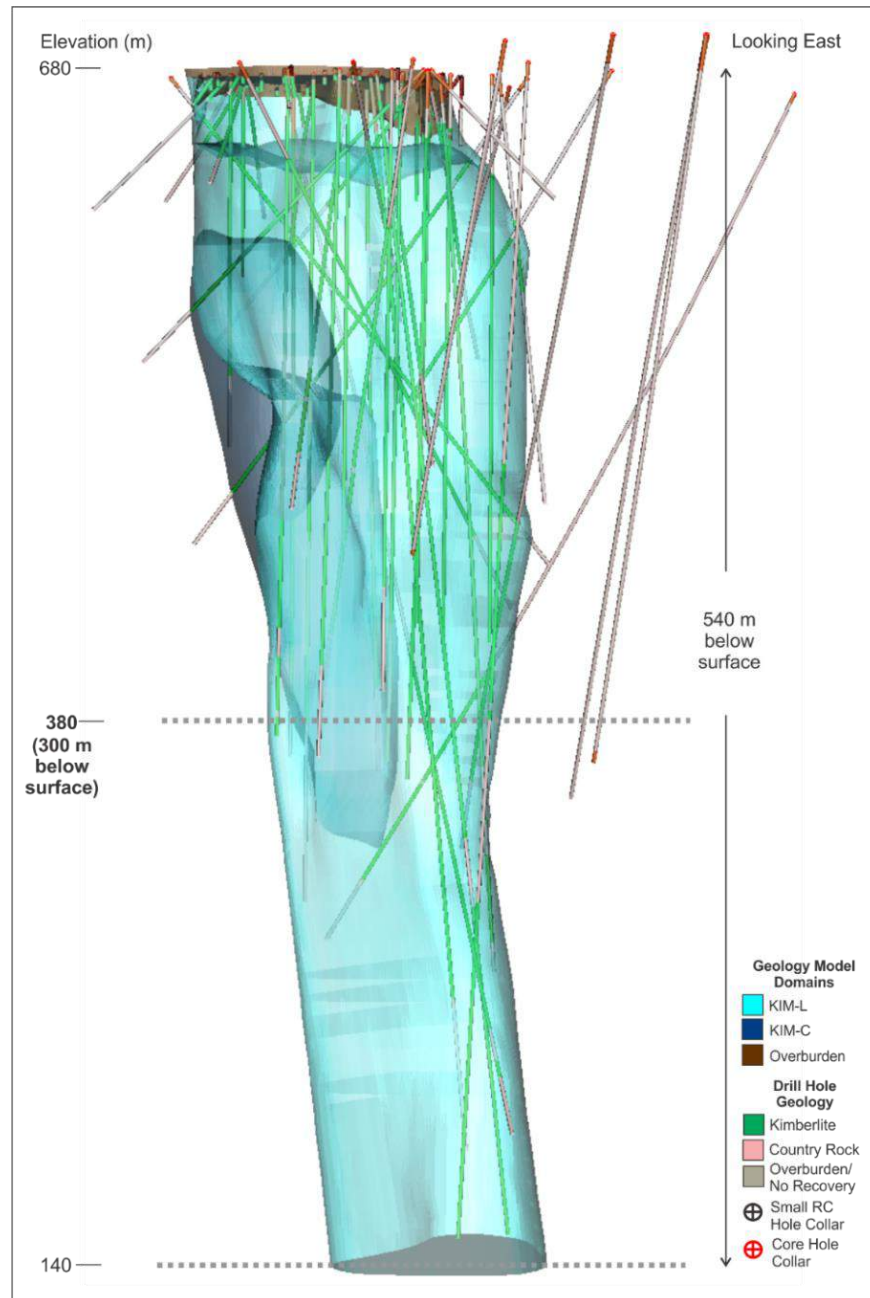 Elevation (m)
Looking East
680
540 m
below
surface
380
(300 m
below
surface)
140
Geology Model
Domains
KIM-L
KIM-C
Overburden
Drill Hole
Geology
Kimberlite
Country Rock
Overburden/
No Recovery
Small RC
Hole Collar
Core Hole
Collar